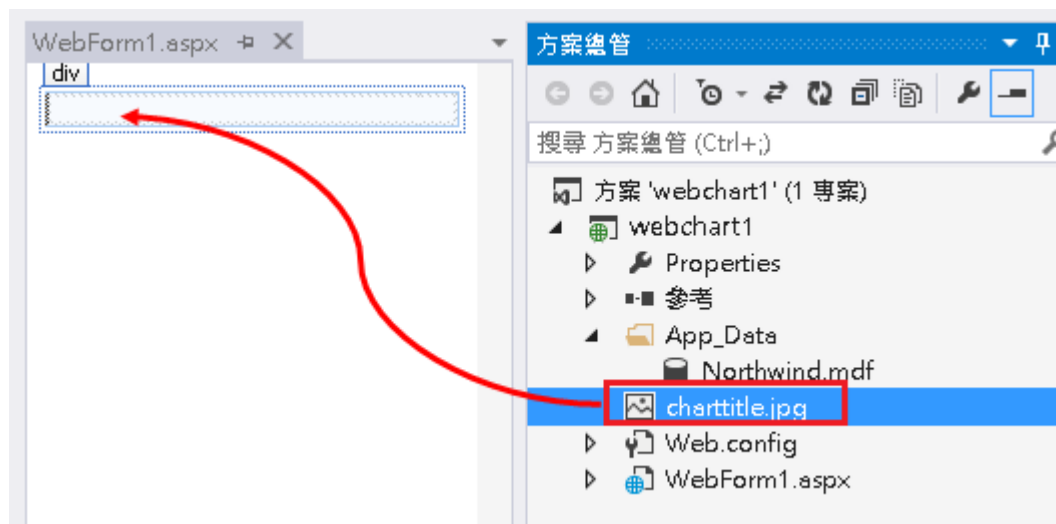 WebForm1.aspx
div
方案總管
搜尋 方案總管 (Ctrl+;)
方案 'webchart1' (1 專案)
webchart1
Properties
參考
App_Data
Northwind.mdf
charttitle.jpg
Web.config
WebForm1.aspx